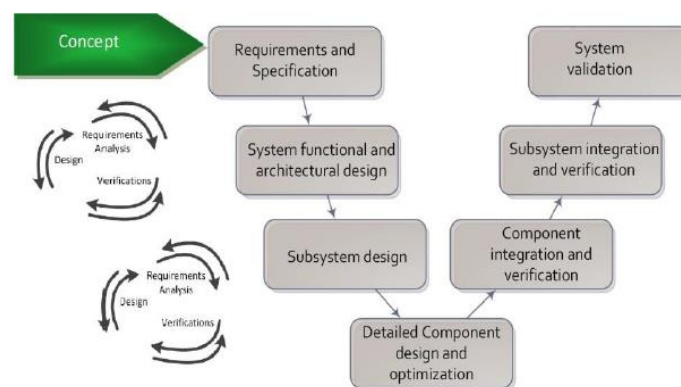 Concept
Requirements and
Specification
System
validation
System functional and
architectural design
Subsystem integration
and verification
Subsystem design
Component
integration and
verification
Detailed Component
design and
optimization
Requirements
Analysis
Design
Verifications
Requirements
Analysis
Design
Verifications